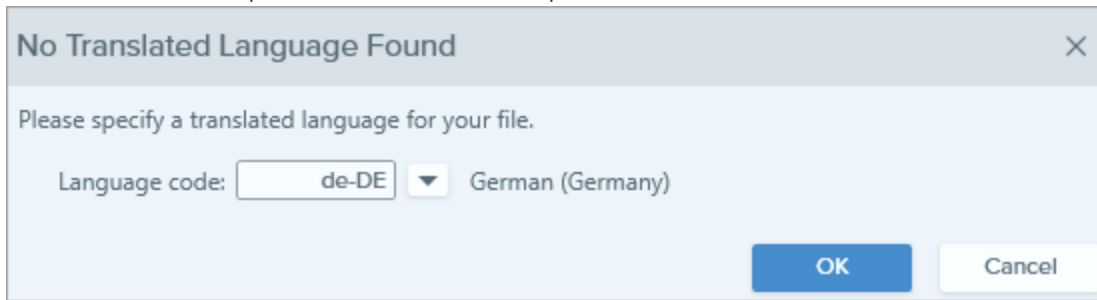 No Translated Language Found
Please specify a translated language for your file.
Language code: de-DE German (Germany)
OK Cancel